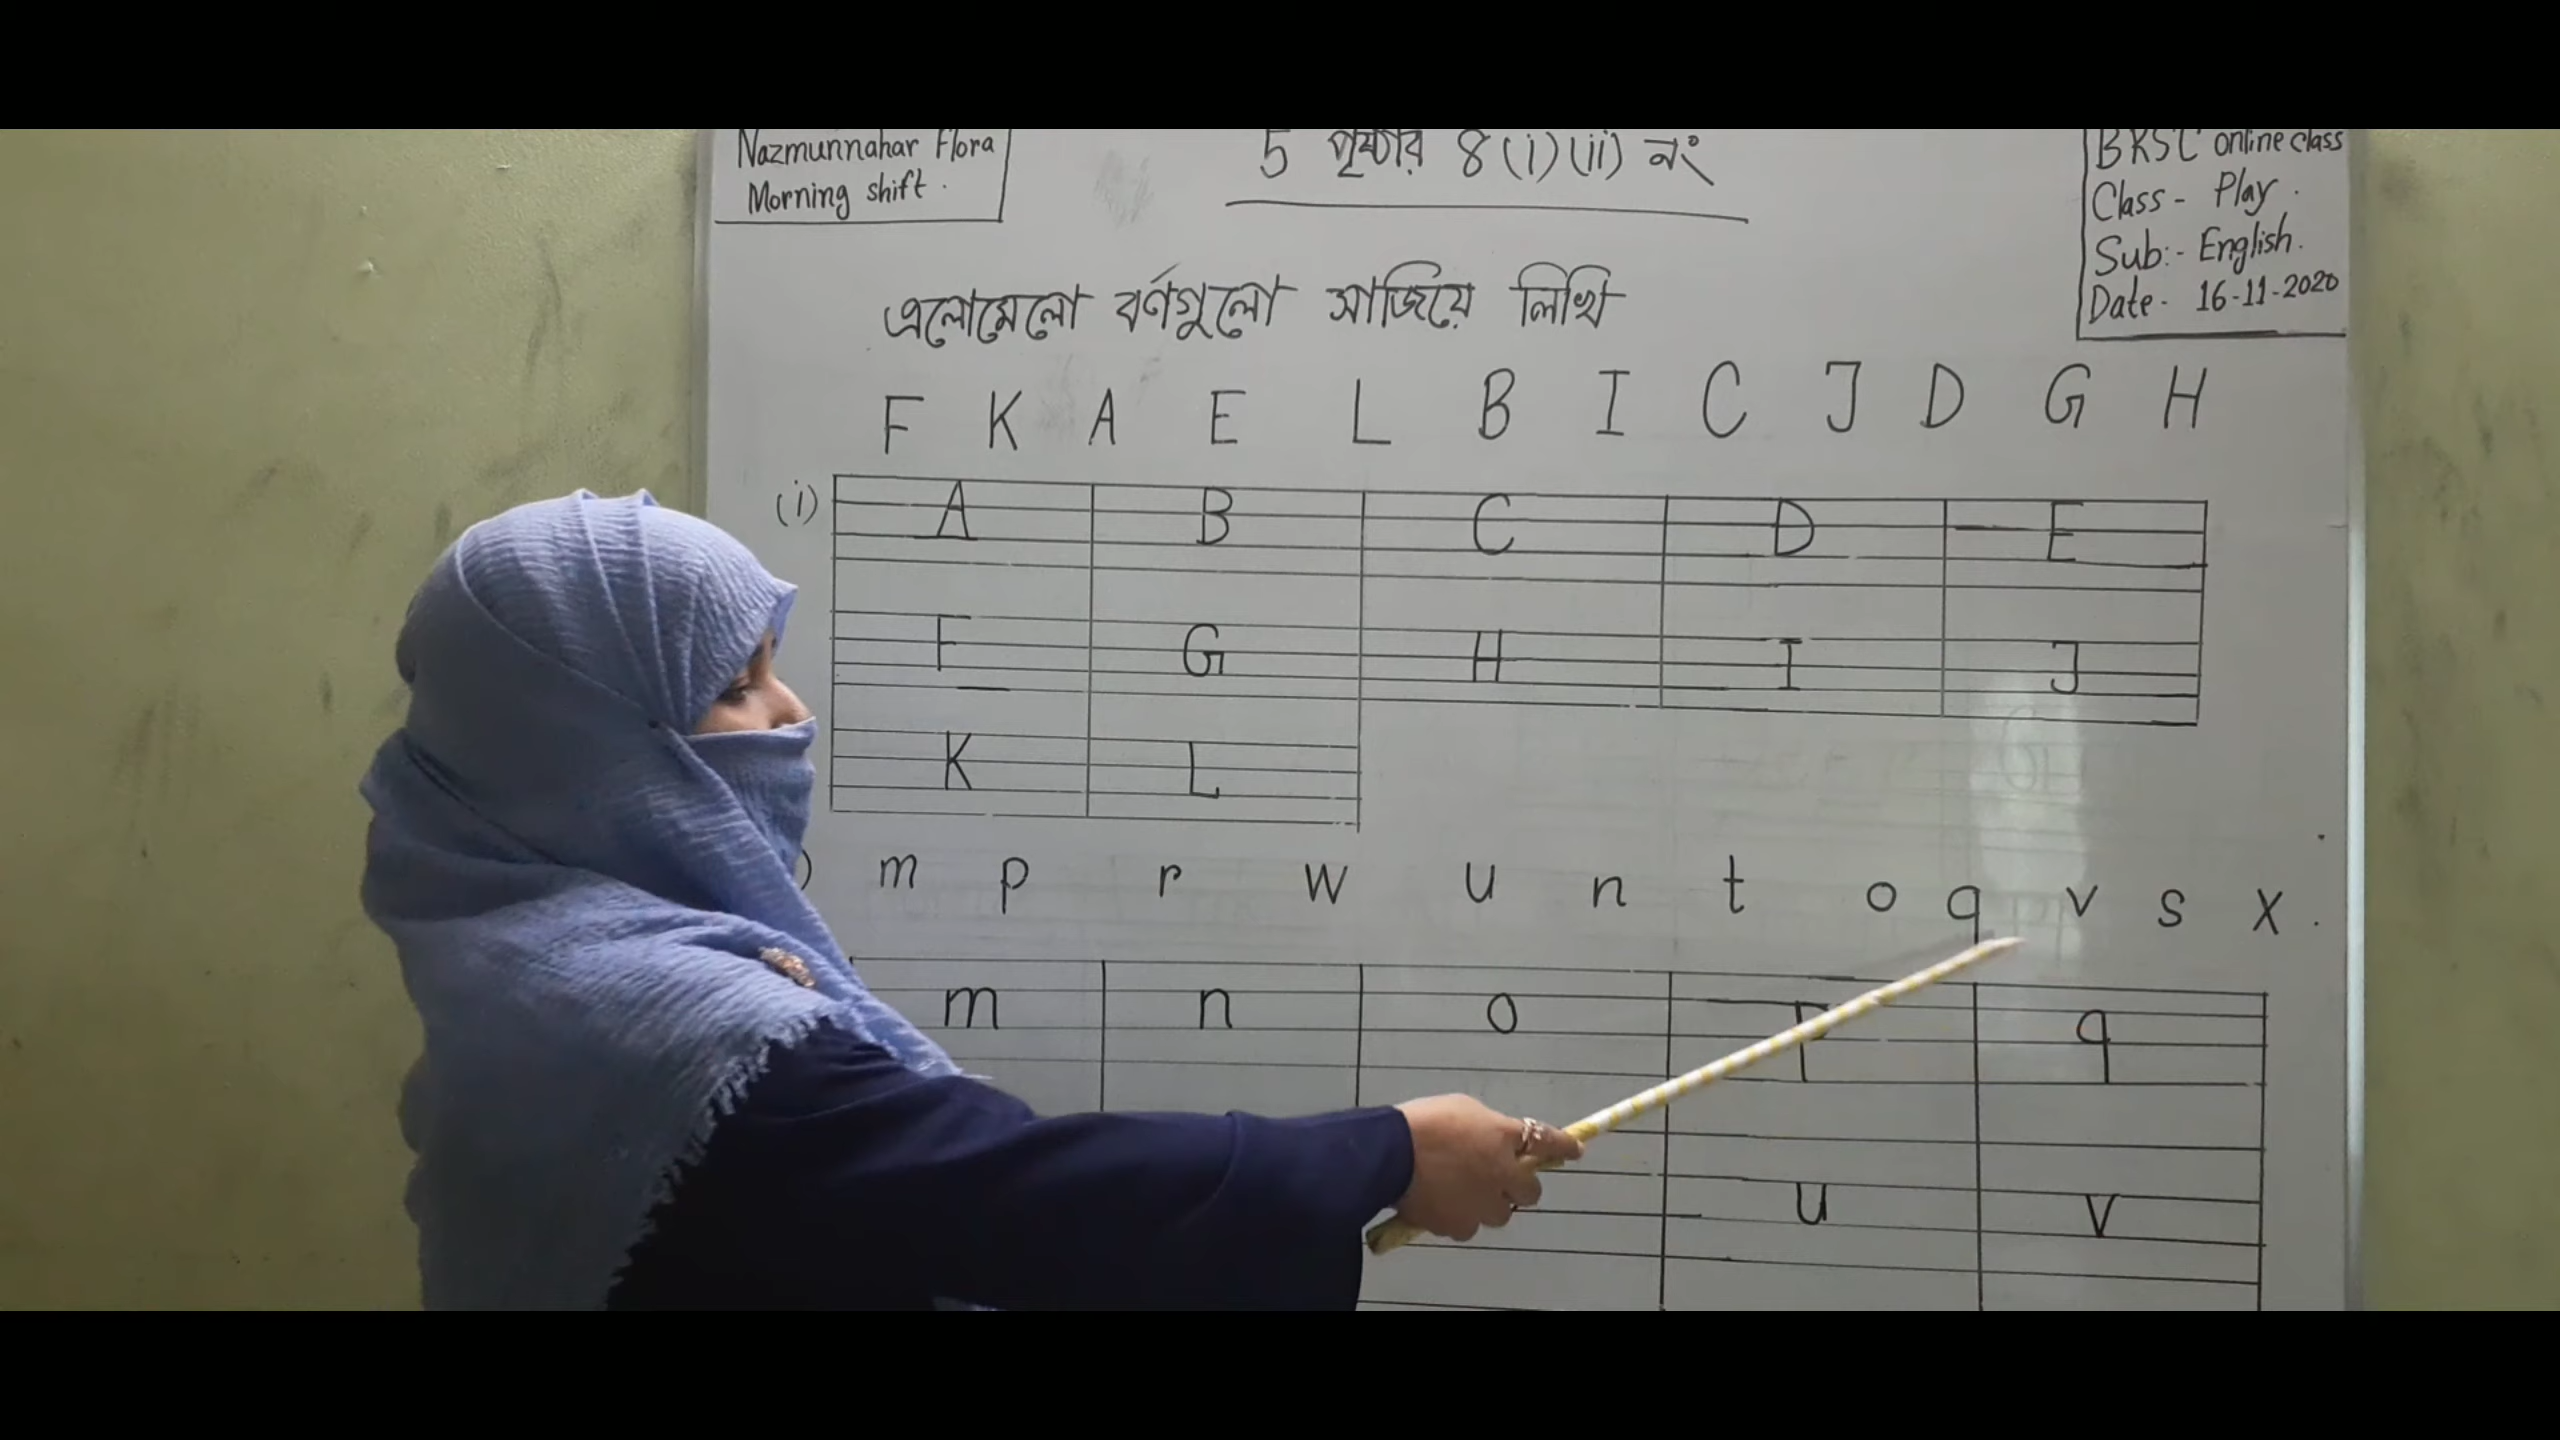 Nazmunnahar Flora
Morning shift.
5 পৃষ্ঠার 8 (i) (ii) নং
BKSC online class
Class - Play.
Sub:- English.
Date - 16-11-2020
এলোমেলো বর্ণগুলো সাজিয়ে লিখি
F K A E L B I C J D G H
(i) A B C D E
F G H I J
K L
) m p r w u n t o q v s x.
m n o p q
u v